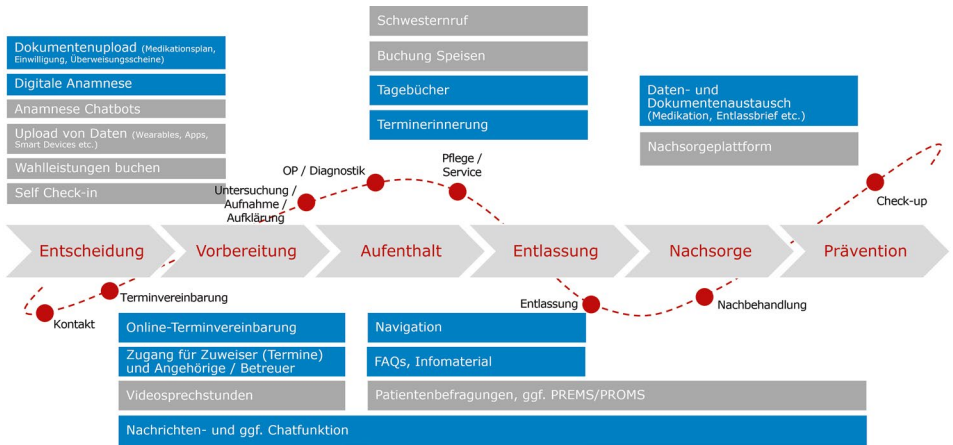 Schwesternruf
Buchung Speisen
Tagebücher
Terminerinnerung
Dokumentenupload (Medikationsplan,
Einwilligung, Überweisungsscheine)
Digitale Anamnese
Anamnese Chatbots
Upload von Daten (Wearables, Apps,
Smart Devices etc.)
Wahlleistungen buchen
Self Check-in
Daten- und
Dokumentenaustausch
(Medikation, Entlassbrief etc.)
Nachsorgeplattform
Untersuchung /
Aufnahme /
Aufklärung
OP / Diagnostik
Pflege /
Service
Check-up
Entscheidung
Vorbereitung
Aufenthalt
Entlassung
Nachsorge
Prävention
Kontakt
Terminvereinbarung
Entlassung
Nachbehandlung
Online-Terminvereinbarung
Zugang für Zuweiser (Termine)
und Angehörige / Betreuer
Videosprechstunden
Navigation
FAQs, Infomaterial
Patientenbefragungen, ggf. PREMS/PROMS
Nachrichten- und ggf. Chatfunktion